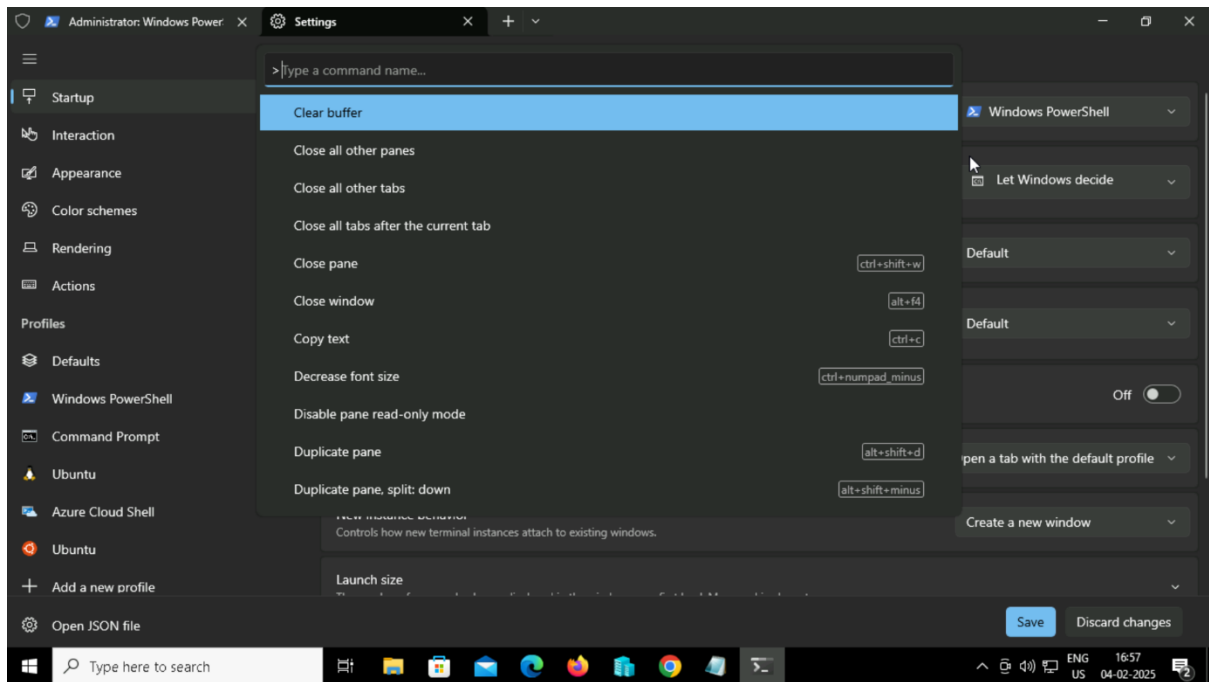 Administrator: Windows Power
Settings
>Type a command name...
Startup
Interaction
Appearance
Color schemes
Rendering
Actions
Profiles
Defaults
Windows PowerShell
Command Prompt
Ubuntu
Azure Cloud Shell
Ubuntu
Add a new profile
Open JSON file
Clear buffer
Close all other panes
Close all other tabs
Close all tabs after the current tab
Close pane ctrl+shift+w
Close window alt+f4
Copy text ctrl+c
Decrease font size ctrl+numpad_minus
Disable pane read-only mode
Duplicate pane alt+shift+d
Duplicate pane, split: down alt+shift+minus
Windows PowerShell
Let Windows decide
Default
Default
Off
pen a tab with the default profile
New instance behavior
Create a new window
Controls how new terminal instances attach to existing windows.
Launch size
Save
Discard changes
Type here to search
ENG
US
16:57
04-02-2025
2